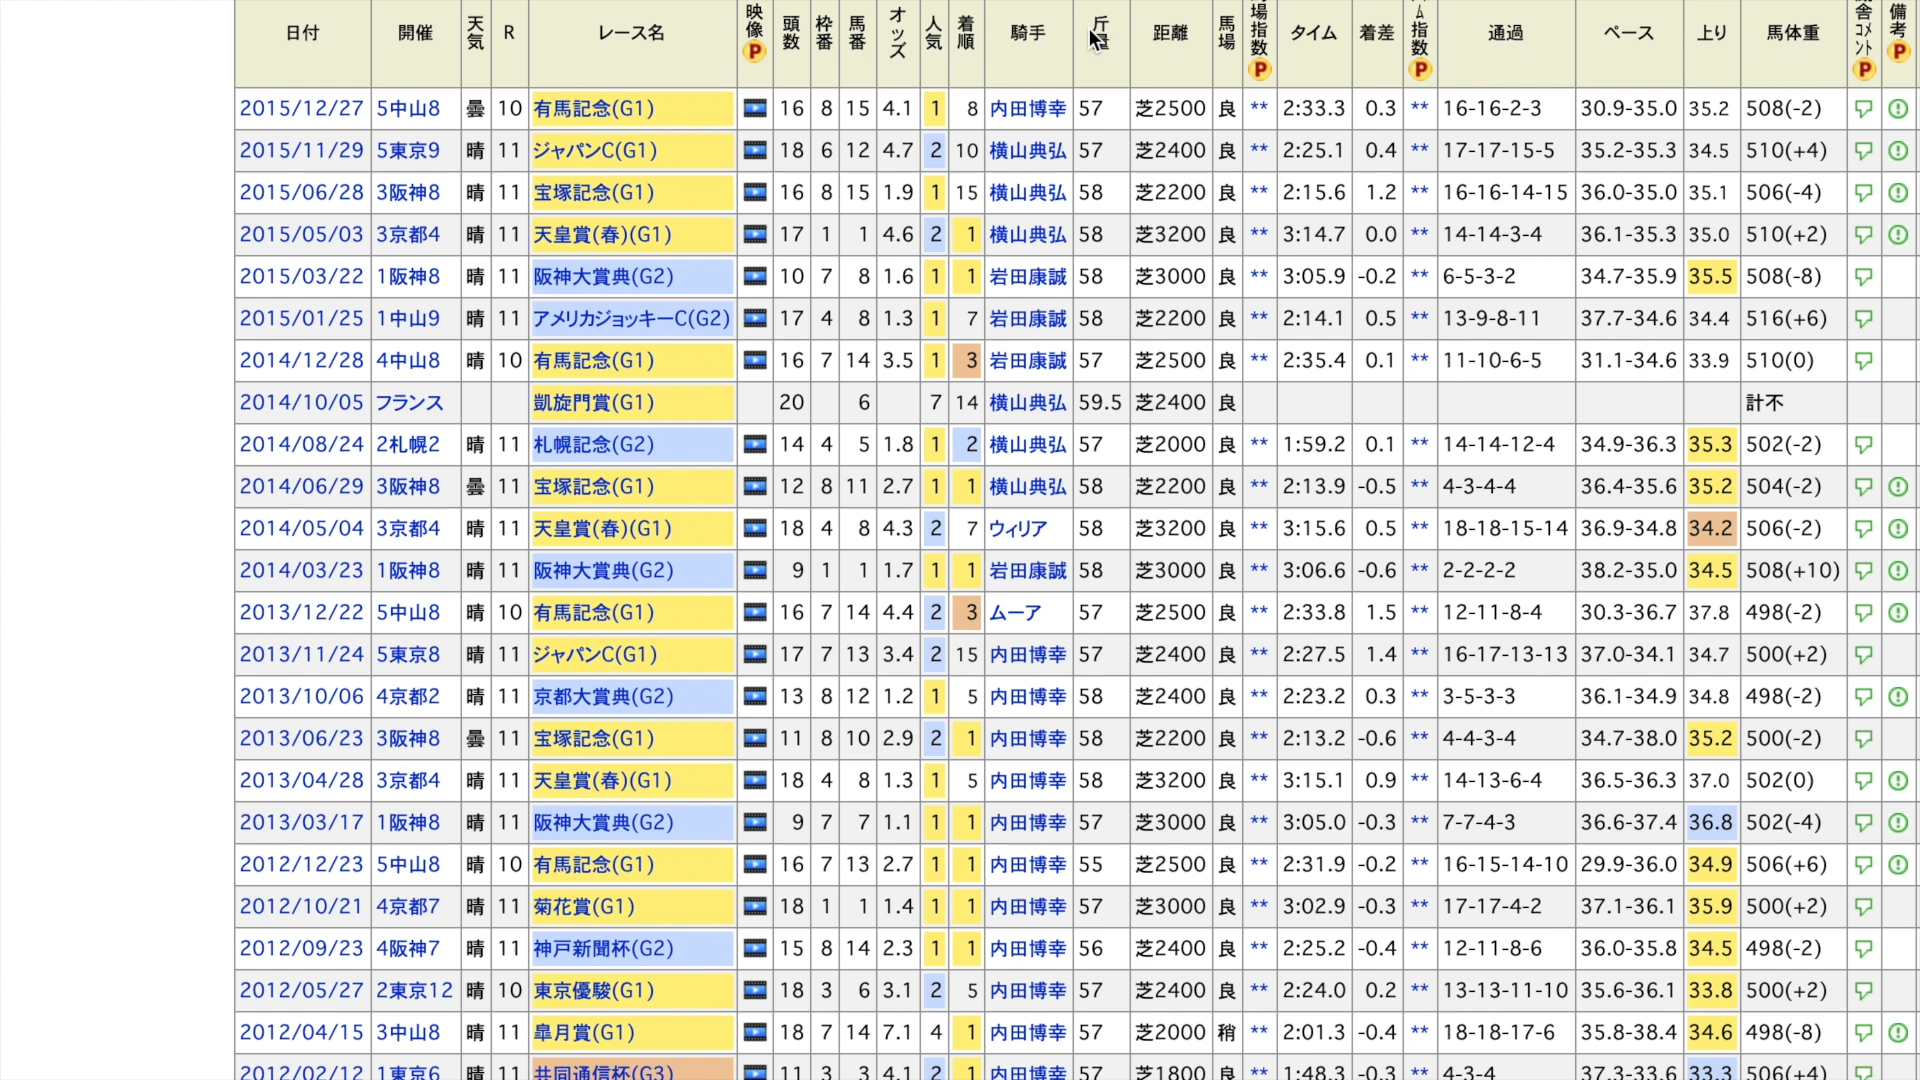 日付 開催 天気 R レース名 映像 P 頭数 枠番 馬番 オッズ 人気 着順 騎手 斤量 距離 馬場 場指数 P タイム 着差 ム指数 P 通過 ペース 上り 馬体重 舎コメント P 備考 P
2015/12/27 5中山8 曇 10 有馬記念(G1) 16 8 15 4.1 1 8 内田博幸 57 芝2500 良 ** 2:33.3 0.3 ** 16-16-2-3 30.9-35.0 35.2 508(-2)
2015/11/29 5東京9 晴 11 ジャパンC(G1) 18 6 12 4.7 2 10 横山典弘 57 芝2400 良 ** 2:25.1 0.4 ** 17-17-15-5 35.2-35.3 34.5 510(+4)
2015/06/28 3阪神8 晴 11 宝塚記念(G1) 16 8 15 1.9 1 15 横山典弘 58 芝2200 良 ** 2:15.6 1.2 ** 16-16-14-15 36.0-35.0 35.1 506(-4)
2015/05/03 3京都4 晴 11 天皇賞(春)(G1) 17 1 1 4.6 2 1 横山典弘 58 芝3200 良 ** 3:14.7 0.0 ** 14-14-3-4 36.1-35.3 35.0 510(+2)
2015/03/22 1阪神8 晴 11 阪神大賞典(G2) 10 7 8 1.6 1 1 岩田康誠 58 芝3000 良 ** 3:05.9 -0.2 ** 6-5-3-2 34.7-35.9 35.5 508(-8)
2015/01/25 1中山9 晴 11 アメリカジョッキーC(G2) 17 4 8 1.3 1 7 岩田康誠 58 芝2200 良 ** 2:14.1 0.5 ** 13-9-8-11 37.7-34.6 34.4 516(+6)
2014/12/28 4中山8 晴 10 有馬記念(G1) 16 7 14 3.5 1 3 岩田康誠 57 芝2500 良 ** 2:35.4 0.1 ** 11-10-6-5 31.1-34.6 33.9 510(0)
2014/10/05 フランス 凱旋門賞(G1) 20 6 7 14 横山典弘 59.5 芝2400 良 計不
2014/08/24 2札幌2 晴 11 札幌記念(G2) 14 4 5 1.8 1 2 横山典弘 57 芝2000 良 ** 1:59.2 0.1 ** 14-14-12-4 34.9-36.3 35.3 502(-2)
2014/06/29 3阪神8 曇 11 宝塚記念(G1) 12 8 11 2.7 1 1 横山典弘 58 芝2200 良 ** 2:13.9 -0.5 ** 4-3-4-4 36.4-35.6 35.2 504(-2)
2014/05/04 3京都4 晴 11 天皇賞(春)(G1) 18 4 8 4.3 2 7 ウィリア 58 芝3200 良 ** 3:15.6 0.5 ** 18-18-15-14 36.9-34.8 34.2 506(-2)
2014/03/23 1阪神8 晴 11 阪神大賞典(G2) 9 1 1 1.7 1 1 岩田康誠 58 芝3000 良 ** 3:06.6 -0.6 ** 2-2-2-2 38.2-35.0 34.5 508(+10)
2013/12/22 5中山8 晴 10 有馬記念(G1) 16 7 14 4.4 2 3 ムーア 57 芝2500 良 ** 2:33.8 1.5 ** 12-11-8-4 30.3-36.7 37.8 498(-2)
2013/11/24 5東京8 晴 11 ジャパンC(G1) 17 7 13 3.4 2 15 内田博幸 57 芝2400 良 ** 2:27.5 1.4 ** 16-17-13-13 37.0-34.1 34.7 500(+2)
2013/10/06 4京都2 晴 11 京都大賞典(G2) 13 8 12 1.2 1 5 内田博幸 58 芝2400 良 ** 2:23.2 0.3 ** 3-5-3-3 36.1-34.9 34.8 498(-2)
2013/06/23 3阪神8 曇 11 宝塚記念(G1) 11 8 10 2.9 2 1 内田博幸 58 芝2200 良 ** 2:13.2 -0.6 ** 4-4-3-4 34.7-38.0 35.2 500(-2)
2013/04/28 3京都4 晴 11 天皇賞(春)(G1) 18 4 8 1.3 1 5 内田博幸 58 芝3200 良 ** 3:15.1 0.9 ** 14-13-6-4 36.5-36.3 37.0 502(0)
2013/03/17 1阪神8 晴 11 阪神大賞典(G2) 9 7 7 1.1 1 1 内田博幸 57 芝3000 良 ** 3:05.0 -0.3 ** 7-7-4-3 36.6-37.4 36.8 502(-4)
2012/12/23 5中山8 晴 10 有馬記念(G1) 16 7 13 2.7 1 1 内田博幸 55 芝2500 良 ** 2:31.9 -0.2 ** 16-15-14-10 29.9-36.0 34.9 506(+6)
2012/10/21 4京都7 晴 11 菊花賞(G1) 18 1 1 1.4 1 1 内田博幸 57 芝3000 良 ** 3:02.9 -0.3 ** 17-17-4-2 37.1-36.1 35.9 500(+2)
2012/09/23 4阪神7 晴 11 神戸新聞杯(G2) 15 8 14 2.3 1 1 内田博幸 56 芝2400 良 ** 2:25.2 -0.4 ** 12-11-8-6 36.0-35.8 34.5 498(-2)
2012/05/27 2東京12 晴 10 東京優駿(G1) 18 3 6 3.1 2 5 内田博幸 57 芝2400 良 ** 2:24.0 0.2 ** 13-13-11-10 35.6-36.1 33.8 500(+2)
2012/04/15 3中山8 晴 11 皐月賞(G1) 18 7 14 7.1 4 1 内田博幸 57 芝2000 稍 ** 2:01.3 -0.4 ** 18-18-17-6 35.8-38.4 34.6 498(-8)
2012/02/12 1東京6 晴 11 共同通信杯(G3) 11 3 3 4.1 2 1 内田博幸 57 芝1800 良 ** 1:48.3 -0.3 ** 4-3-4 37.3-33.6 33.3 506(+4)